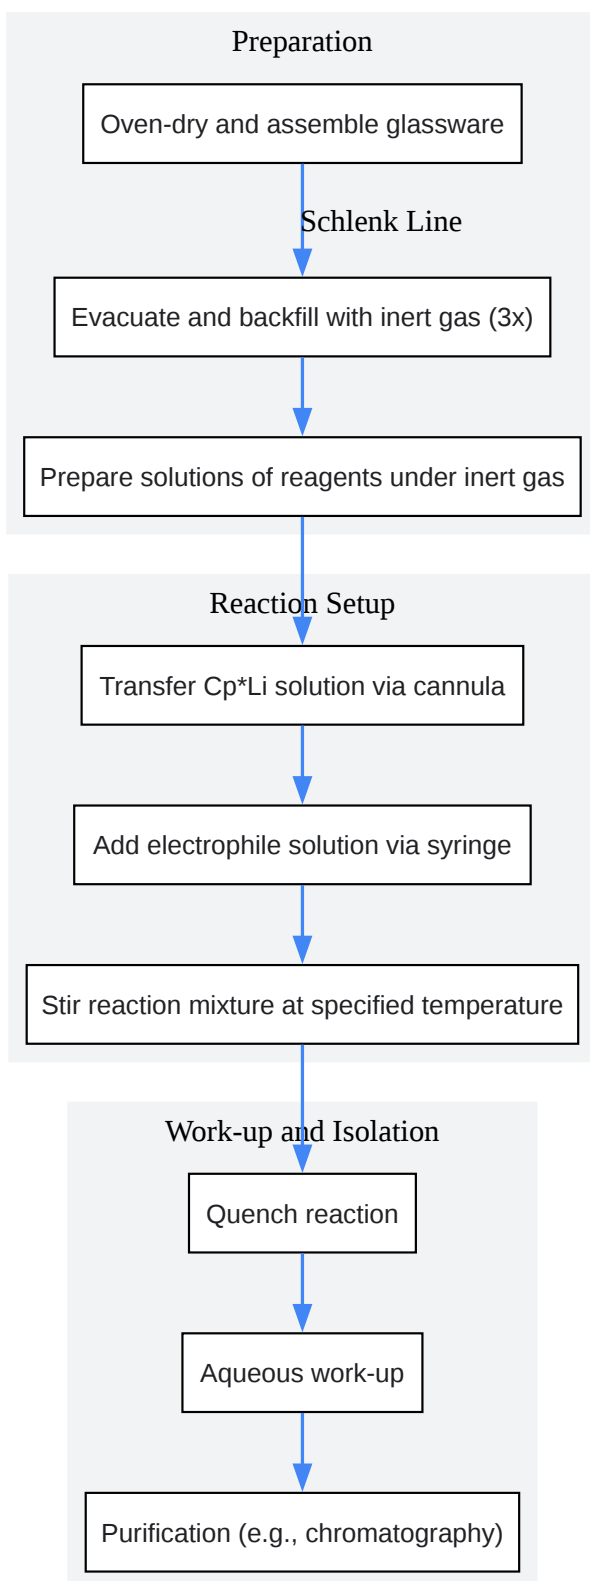 Preparation
Oven-dry and assemble glassware
Schlenk Line
Evacuate and backfill with inert gas (3x)
Prepare solutions of reagents under inert gas
Reaction Setup
Transfer Cp*Li solution via cannula
Add electrophile solution via syringe
Stir reaction mixture at specified temperature
Work-up and Isolation
Quench reaction
Aqueous work-up
Purification (e.g., chromatography)